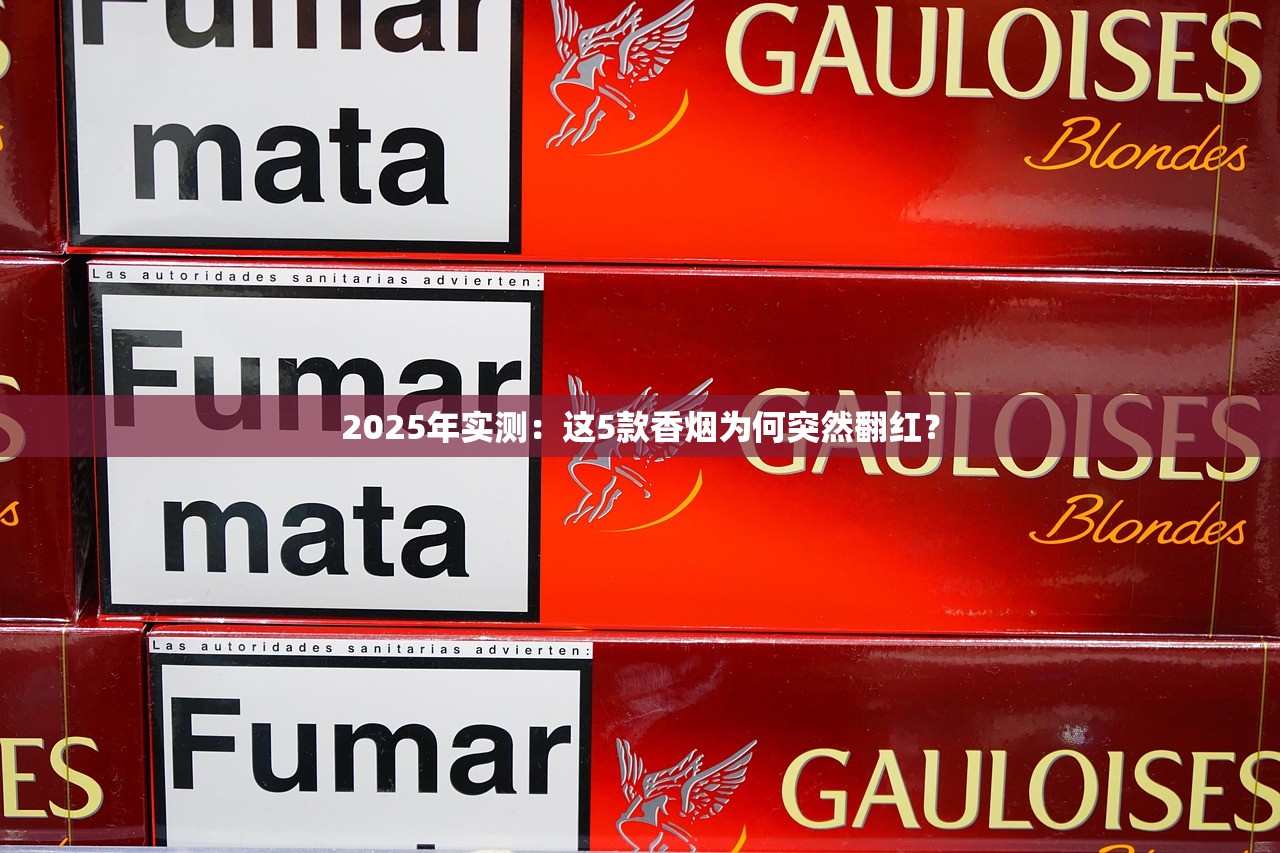 Fumar
mata
GAULOISES
Blondes
Las autoridades sanitarias advierten:
Fumar
mata
GAULOISES
Blondes
2025年实测：这5款香烟为何突然翻红？
Las autoridades sanitarias advierten:
Fumar
ES
GAULOISES